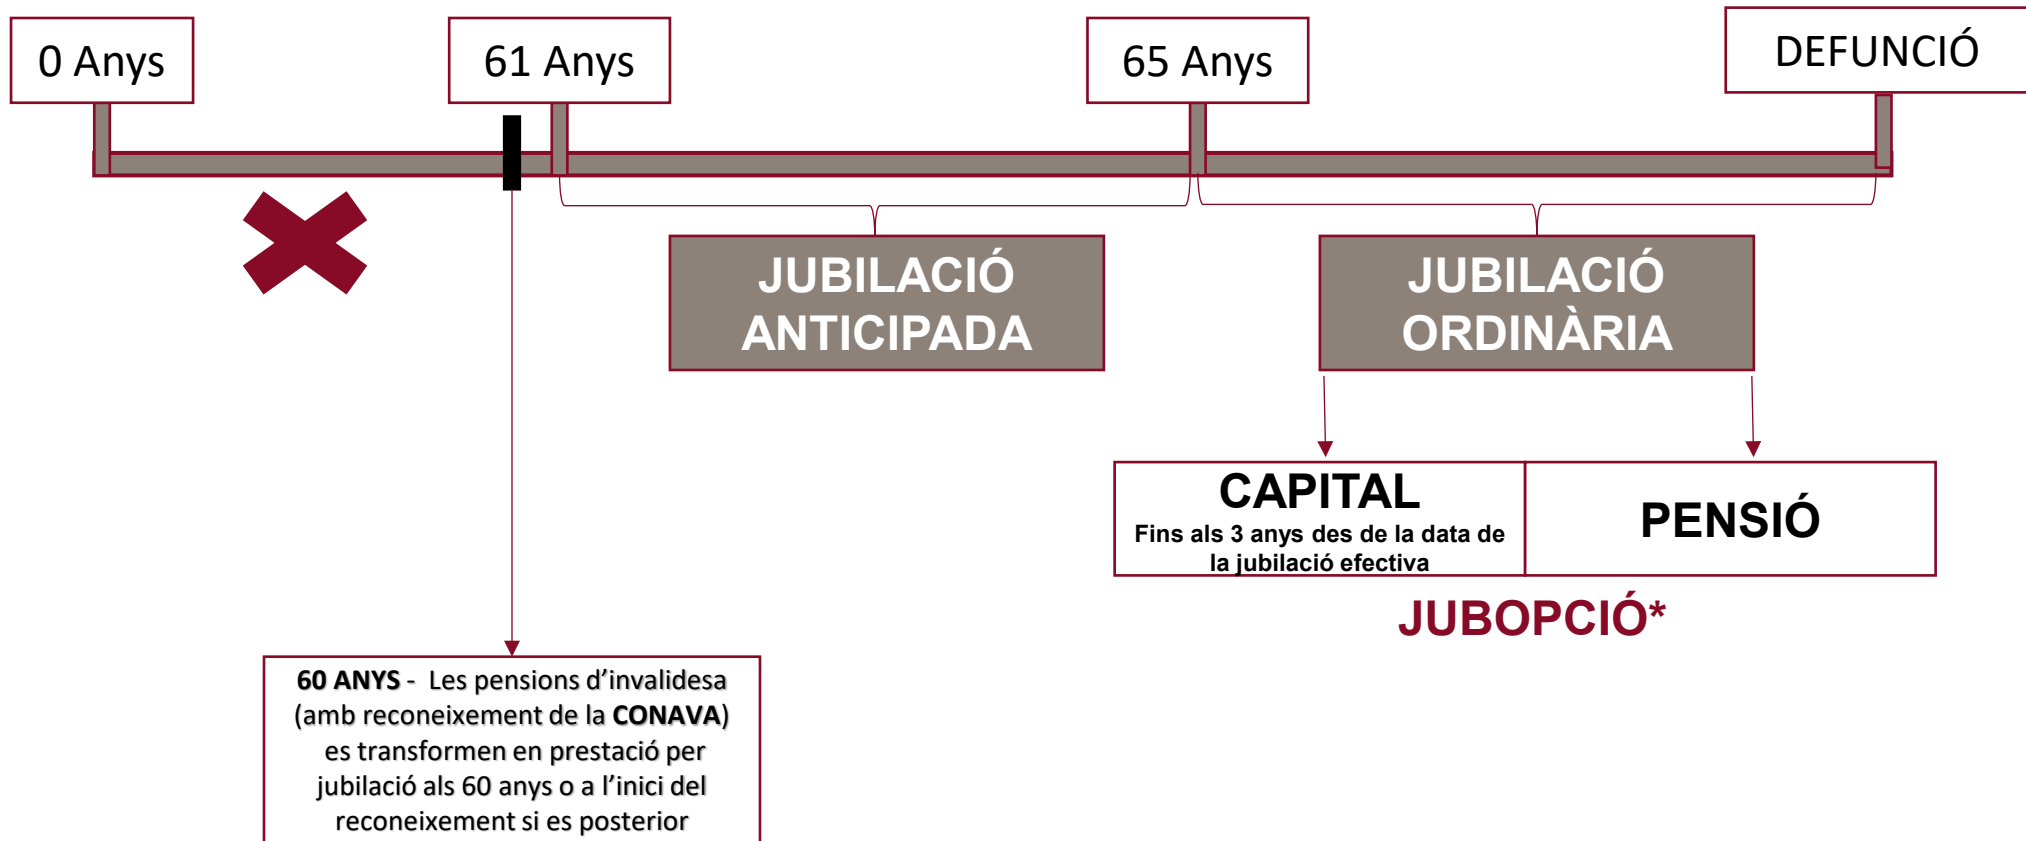 0 Anys
61 Anys
65 Anys
DEFUNCIÓ
JUBILACIÓ
ANTICIPADA
JUBILACIÓ
ORDINÀRIA
CAPITAL
Fins als 3 anys des de la data de
la jubilació efectiva
PENSIÓ
JUBOPCIÓ*
60 ANYS - Les pensions d’invalidesa
(amb reconeixement de la CONAVA)
es transformen en prestació per
jubilació als 60 anys o a l’inici del
reconeixement si es posterior